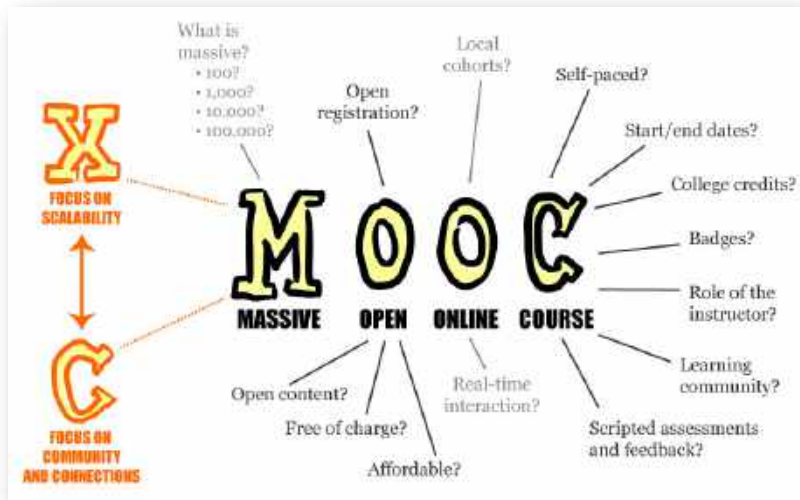 What is
massive?
• 100?
• 1,000?
• 10,000?
• 100,000?
Open
registration?
Local
cohorts?
Self-paced?
Start/end dates?
College credits?
Badges?
Role of the
instructor?
Learning
community?
Scripted assessments
and feedback?
X
FOCUS ON
SCALABILITY
C
FOCUS ON
COMMUNITY
AND CONNECTIONS
MOOC
MASSIVE OPEN ONLINE COURSE
Open content?
Free of charge?
Affordable?
Real-time
interaction?